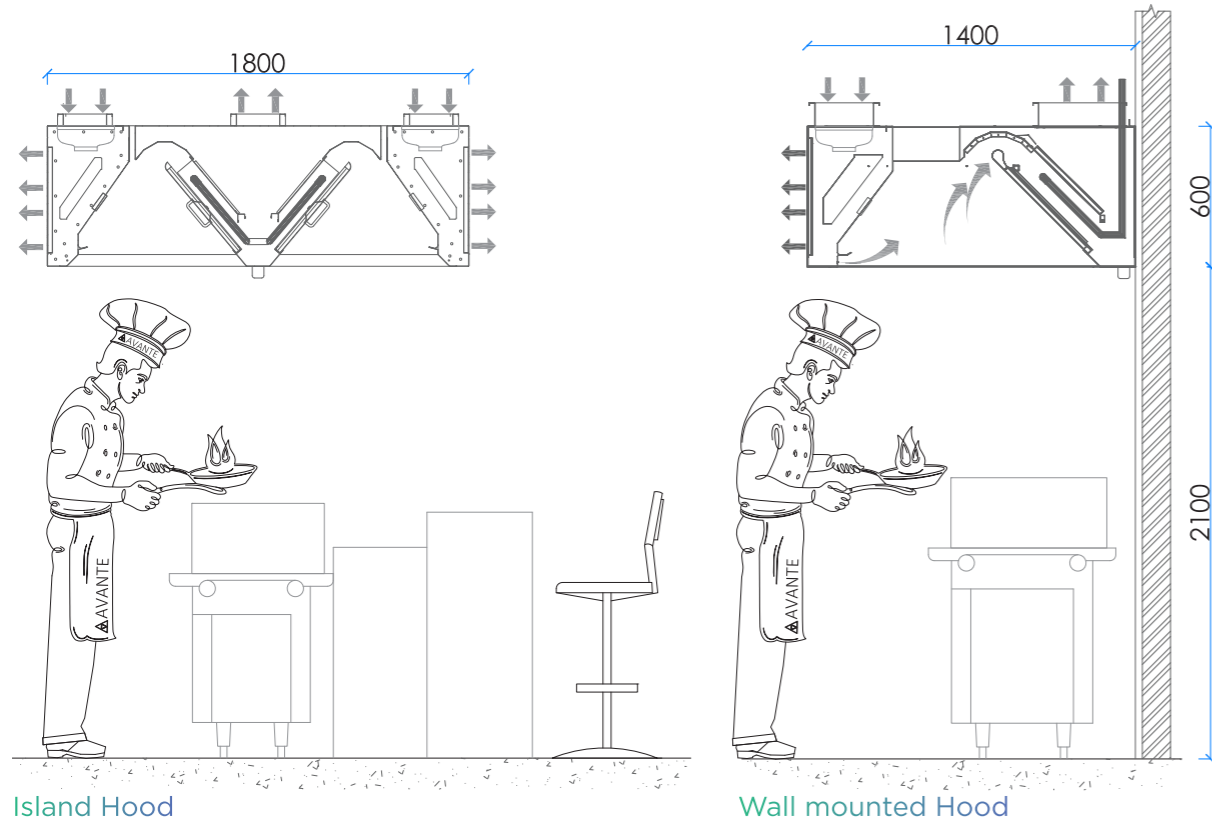 1800
AVANTE
AVANTE
Island Hood
1400
600
2100
AVANTE
AVANTE
Wall mounted Hood